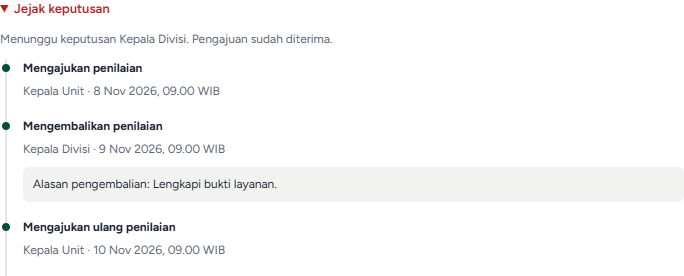 Jejak keputusan
Menunggu keputusan Kepala Divisi. Pengajuan sudah diterima.
Mengajukan penilaian
Kepala Unit · 8 Nov 2026, 09.00 WIB
Mengembalikan penilaian
Kepala Divisi · 9 Nov 2026, 09.00 WIB
Alasan pengembalian: Lengkapi bukti layanan.
Mengajukan ulang penilaian
Kepala Unit · 10 Nov 2026, 09.00 WIB